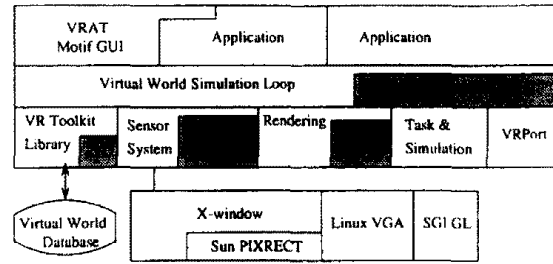 VRAT
Motif GUI
Application
Application
Virtual World Simulation Loop
VR Toolkit
Library
Sensor
System
Rendering
Task &
Simulation
VRPort
Virtual World
Database
X-window
Sun PIXRECT
Linux VGA
SGI GL